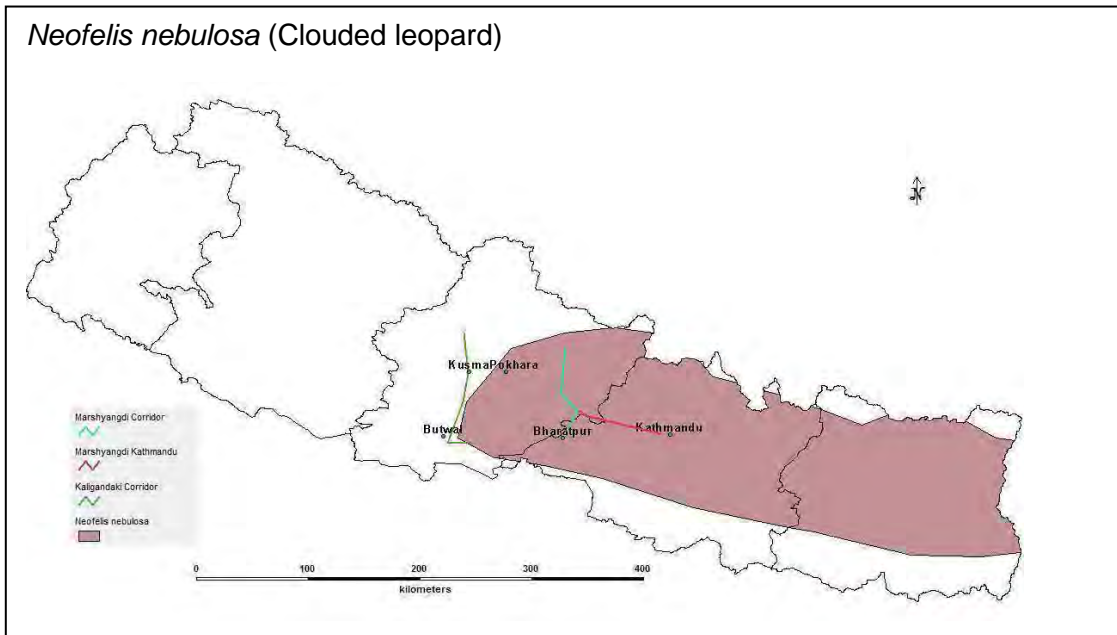 Neofelis nebulosa (Clouded leopard)
N
Kusma Pokhara
Butwal Bharatpur Kathmandu
Marshyangdi Corridor
Marshyangdi Kathmandu
Kaligandaki Corridor
Neofelis nebulosa
0 100 200 300 400
kilometers